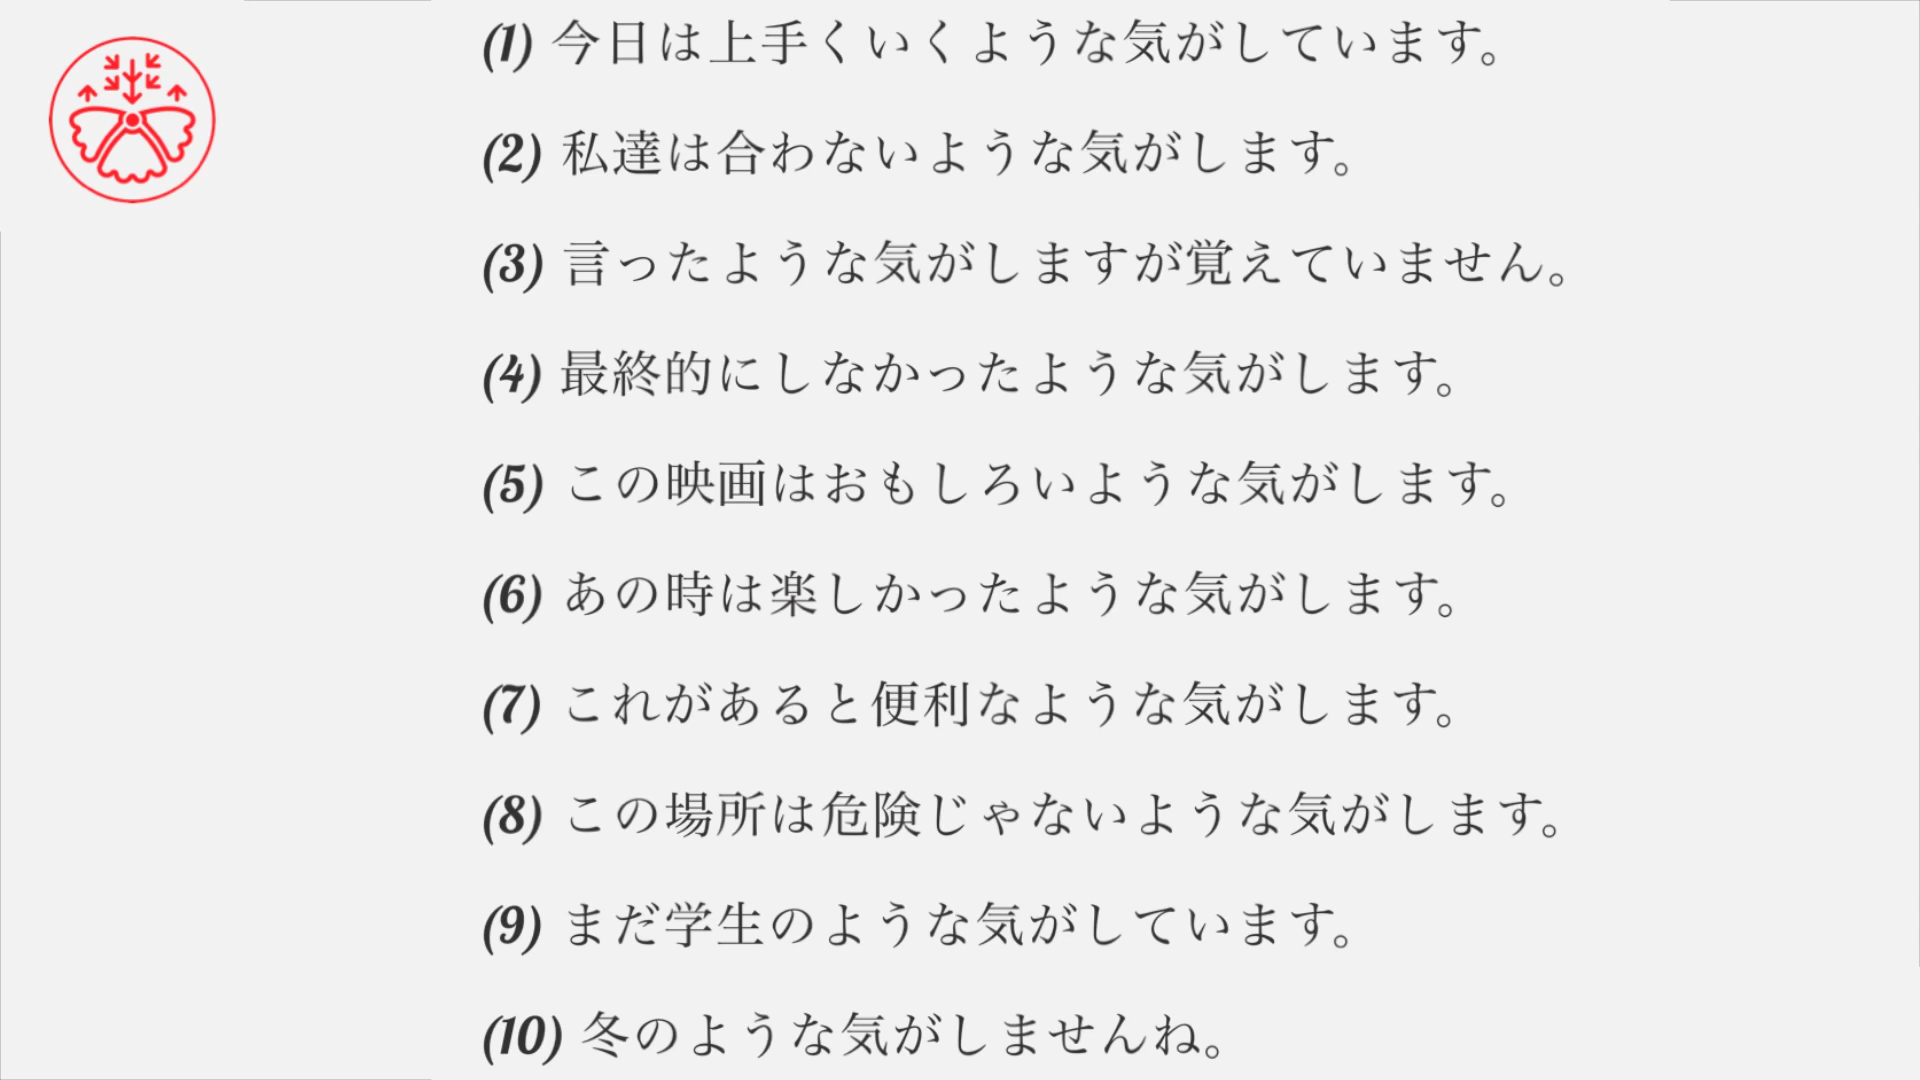 (1) 今日は上手くいくような気がしています。
(2) 私達は合わないような気がします。
(3) 言ったような気がしますが覚えていません。
(4) 最終的にしなかったような気がします。
(5) この映画はおもしろいような気がします。
(6) あの時は楽しかったような気がします。
(7) これがあると便利なような気がします。
(8) この場所は危険じゃないような気がします。
(9) まだ学生のような気がしています。
(10) 冬のような気がしませんね。